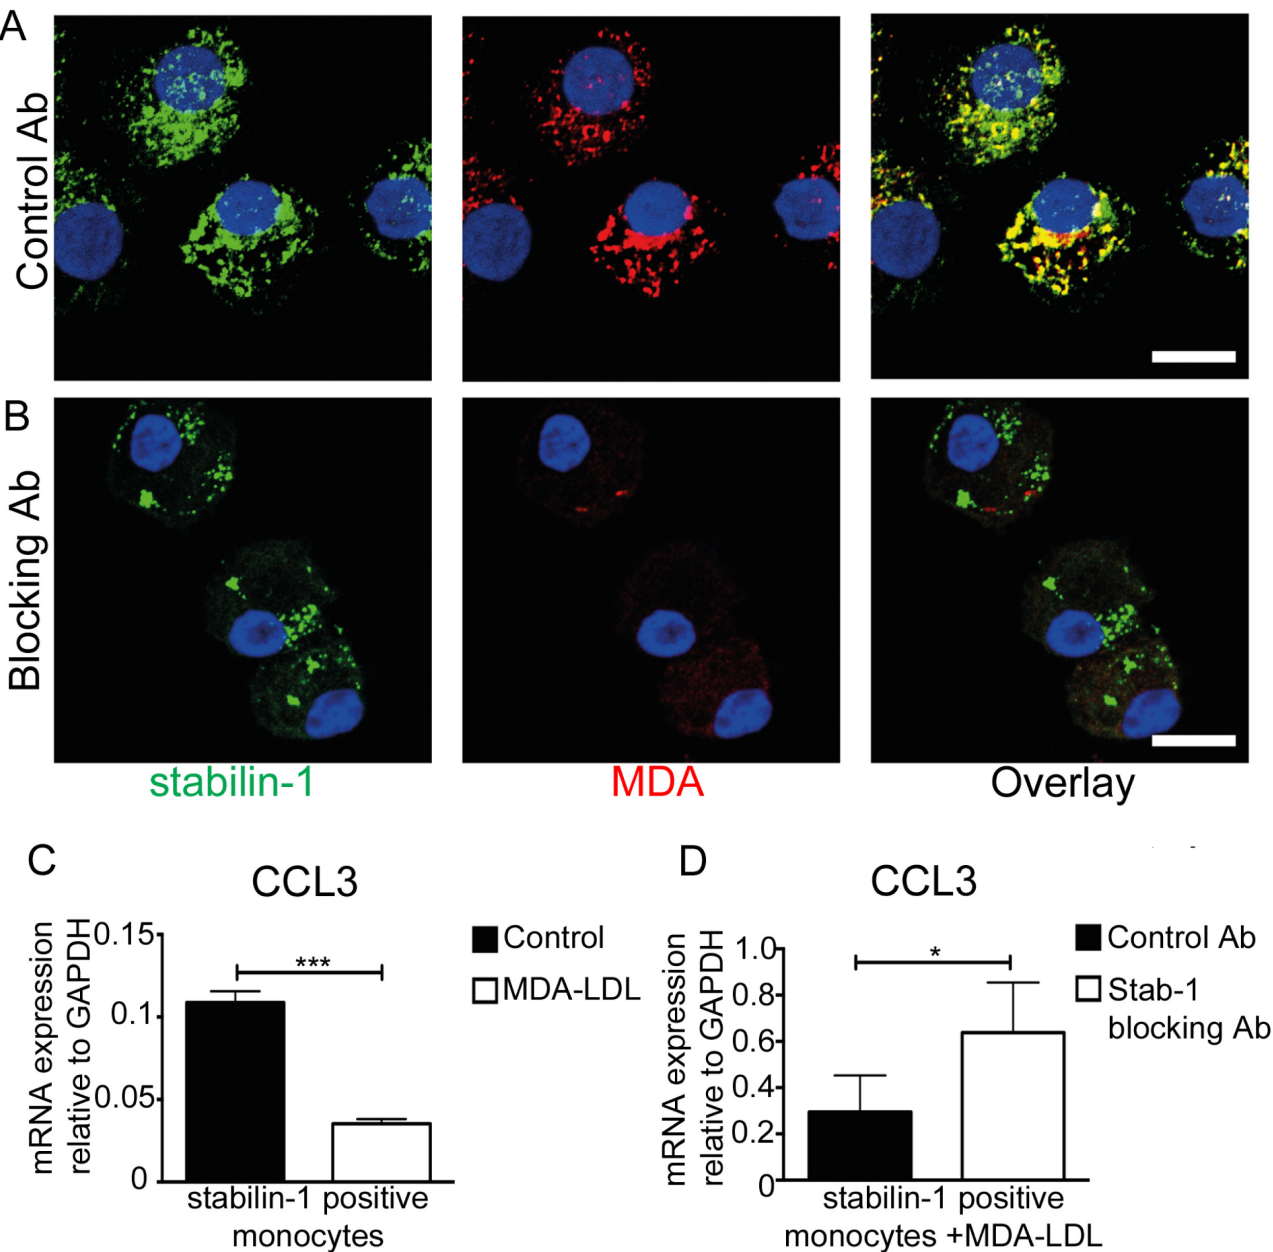 A
Control Ab
B
Blocking Ab
stabilin-1
MDA
Overlay
C
CCL3
mRNA expression
relative to GAPDH
0.15
0.1
0.05
0
***
Control
MDA-LDL
stabilin-1 positive
monocytes
D
CCL3
mRNA expression
relative to GAPDH
1.0
0.8
0.6
0.4
0.2
0
*
Control Ab
Stab-1
blocking Ab
stabilin-1 positive
monocytes +MDA-LDL